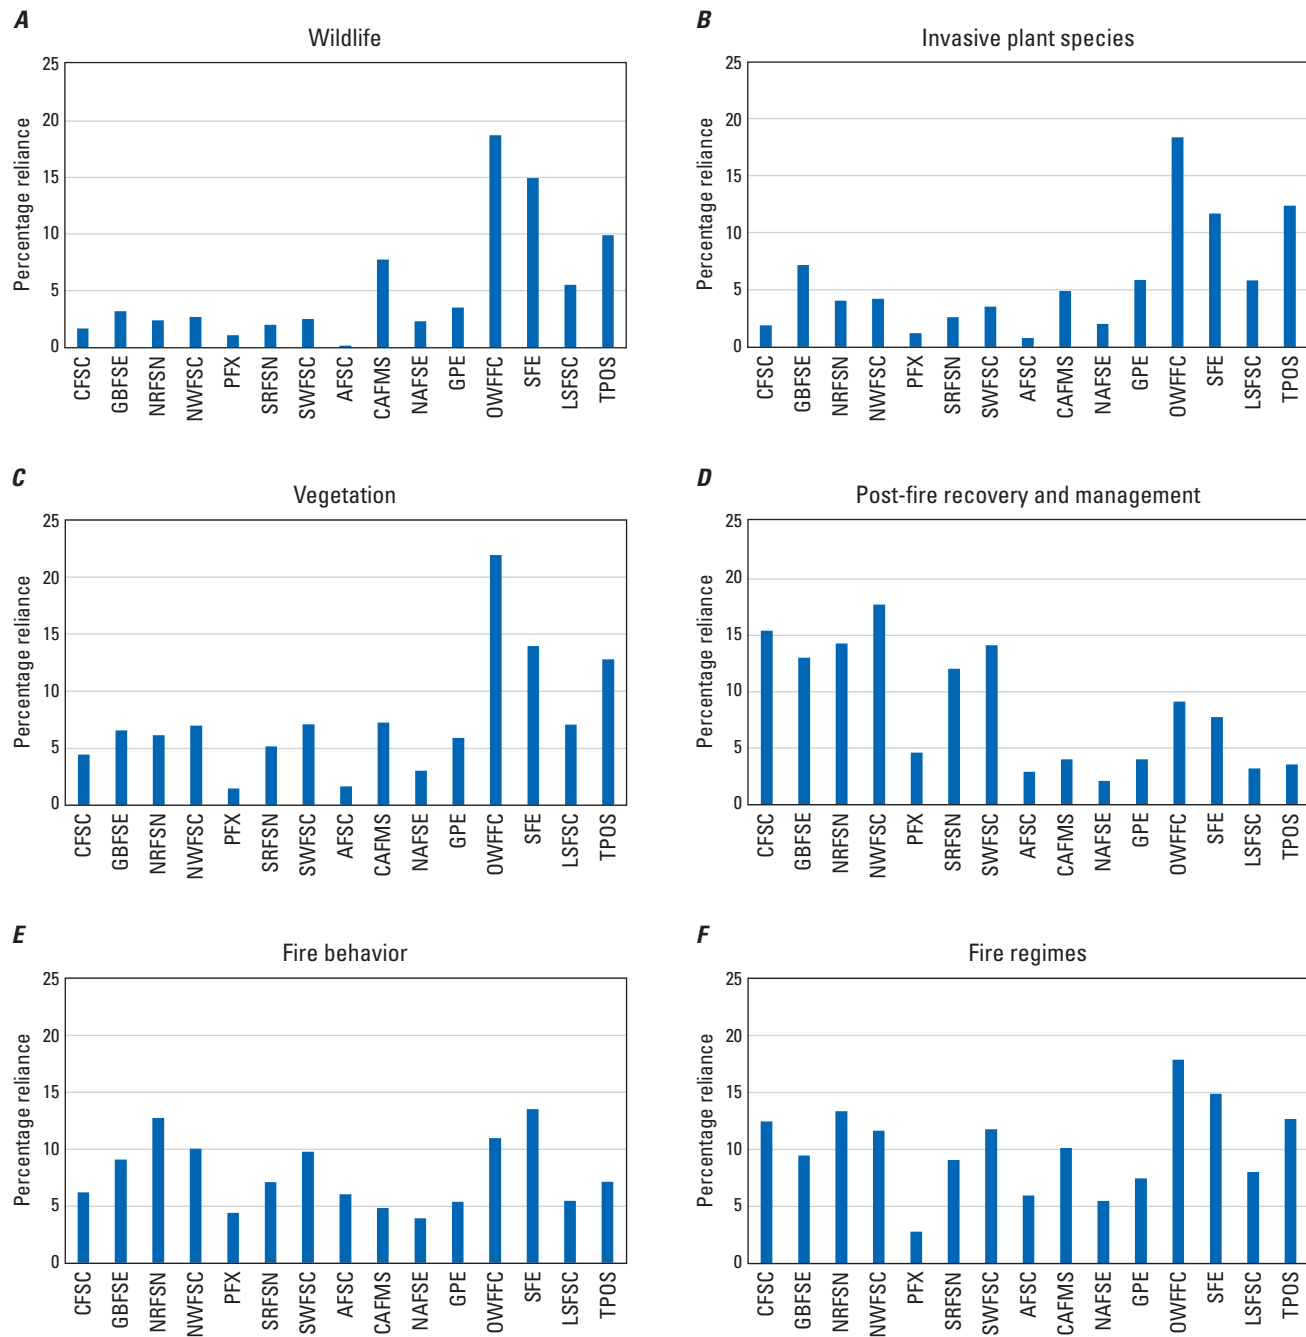 A
Wildlife
Percentage reliance
25
20
15
10
5
0
CFSC
GBFSE
NRFSN
NWFSC
PFX
SRFSN
SWFSC
AFSC
CAFMS
NAFSE
GPE
OWFFC
SFE
LSFSC
TPOS
B
Invasive plant species
Percentage reliance
25
20
15
10
5
0
CFSC
GBFSE
NRFSN
NWFSC
PFX
SRFSN
SWFSC
AFSC
CAFMS
NAFSE
GPE
OWFFC
SFE
LSFSC
TPOS
C
Vegetation
Percentage reliance
25
20
15
10
5
0
CFSC
GBFSE
NRFSN
NWFSC
PFX
SRFSN
SWFSC
AFSC
CAFMS
NAFSE
GPE
OWFFC
SFE
LSFSC
TPOS
D
Post-fire recovery and management
Percentage reliance
25
20
15
10
5
0
CFSC
GBFSE
NRFSN
NWFSC
PFX
SRFSN
SWFSC
AFSC
CAFMS
NAFSE
GPE
OWFFC
SFE
LSFSC
TPOS
E
Fire behavior
Percentage reliance
25
20
15
10
5
0
CFSC
GBFSE
NRFSN
NWFSC
PFX
SRFSN
SWFSC
AFSC
CAFMS
NAFSE
GPE
OWFFC
SFE
LSFSC
TPOS
F
Fire regimes
Percentage reliance
25
20
15
10
5
0
CFSC
GBFSE
NRFSN
NWFSC
PFX
SRFSN
SWFSC
AFSC
CAFMS
NAFSE
GPE
OWFFC
SFE
LSFSC
TPOS